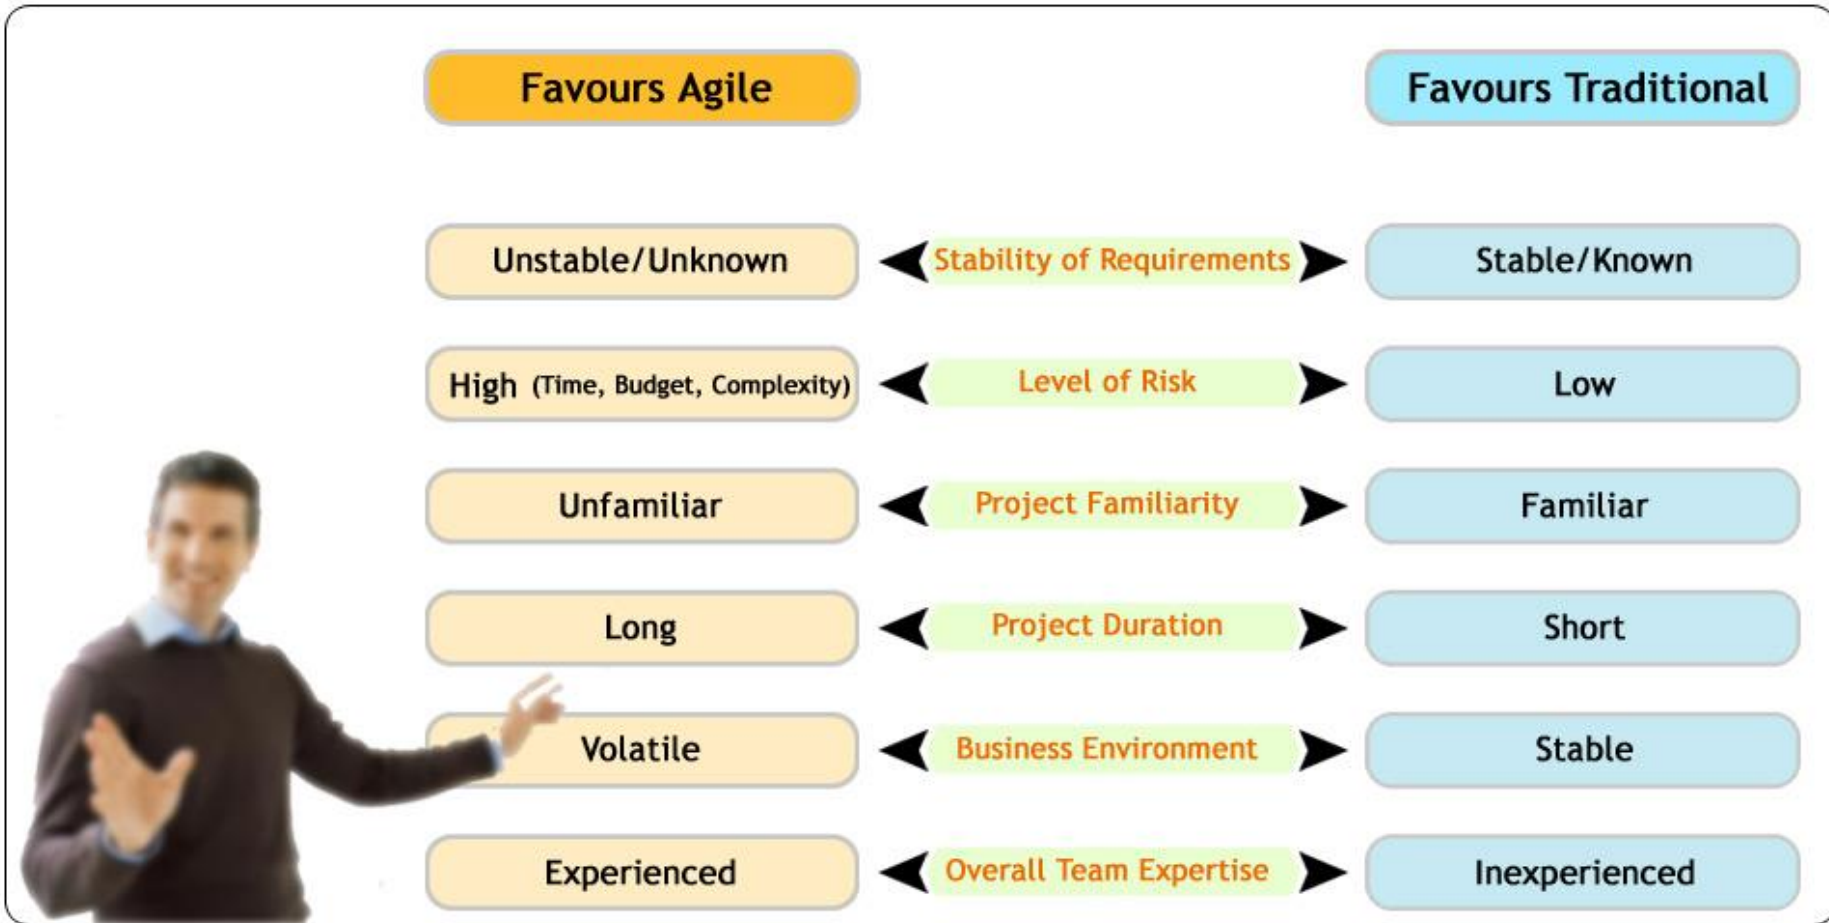 Favours Agile
Favours Traditional
Unstable/Unknown
Stability of Requirements
Stable/Known
High (Time, Budget, Complexity)
Level of Risk
Low
Unfamiliar
Project Familiarity
Familiar
Long
Project Duration
Short
Volatile
Business Environment
Stable
Experienced
Overall Team Expertise
Inexperienced